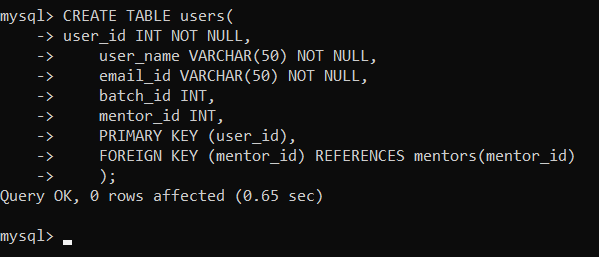 mysql> CREATE TABLE users(
    -> user_id INT NOT NULL,
    ->     user_name VARCHAR(50) NOT NULL,
    ->     email_id VARCHAR(50) NOT NULL,
    ->     batch_id INT,
    ->     mentor_id INT,
    ->     PRIMARY KEY (user_id),
    ->     FOREIGN KEY (mentor_id) REFERENCES mentors(mentor_id)
    ->     );
Query OK, 0 rows affected (0.65 sec)
mysql>